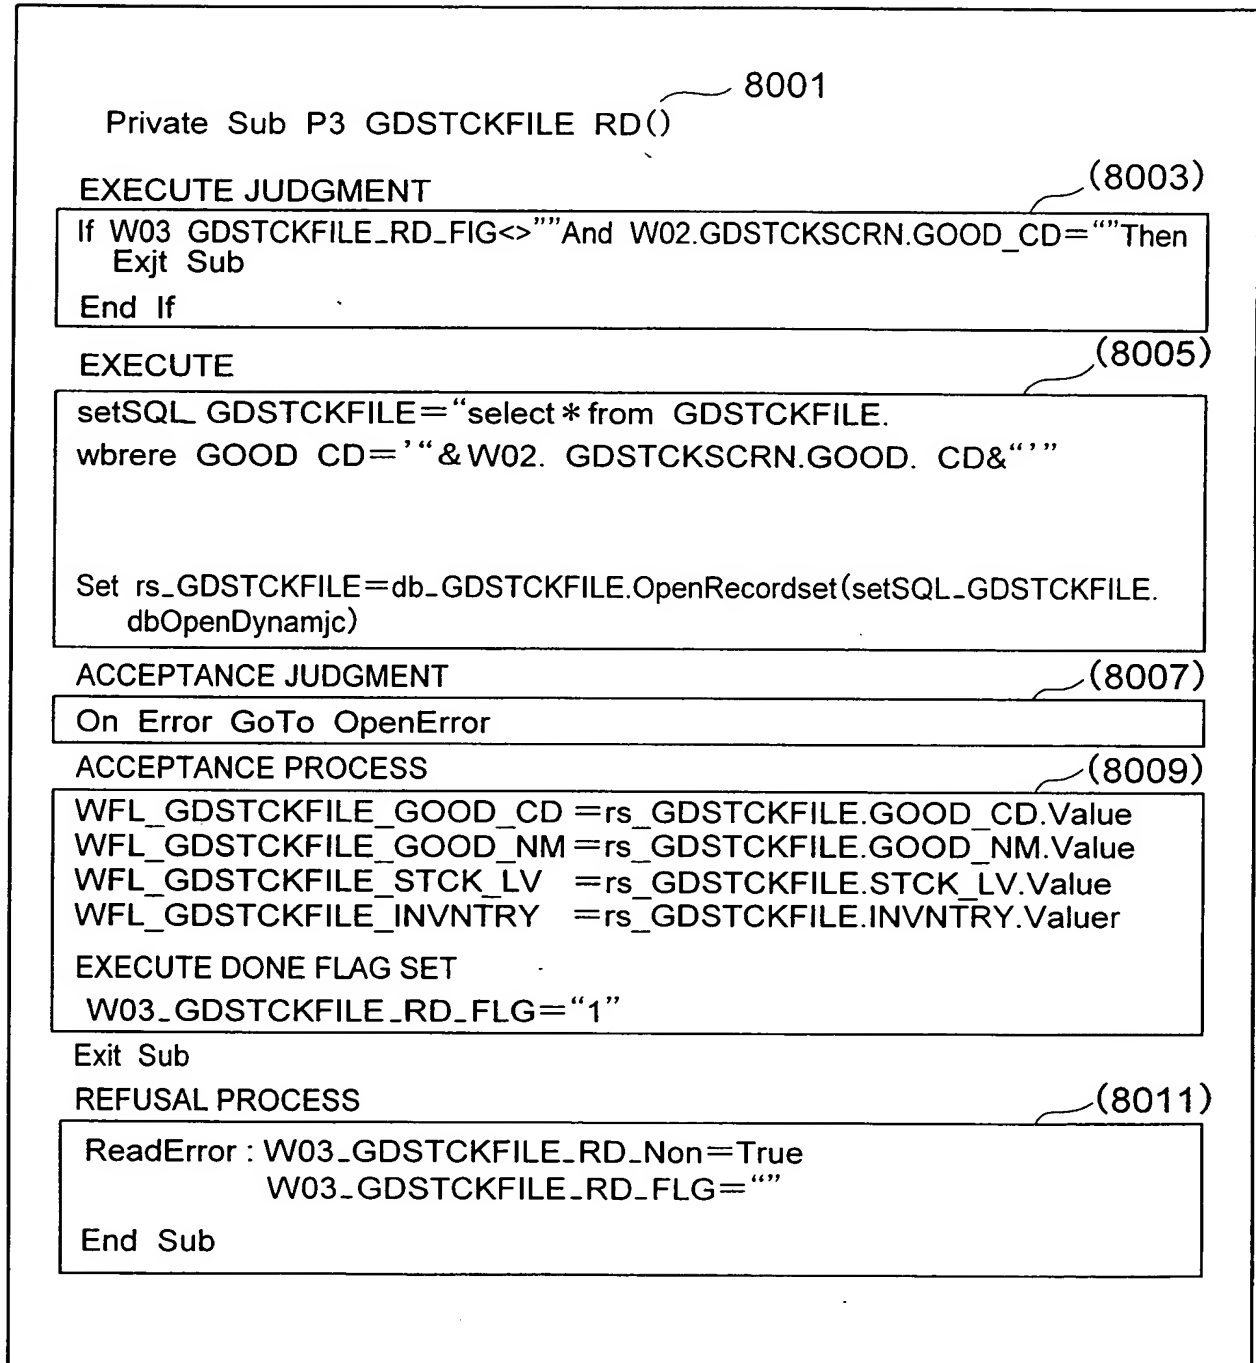 8001
Private Sub P3 GDSTCKFILE RD()
EXECUTE JUDGMENT
(8003)
If W03 GDSTCKFILE_RD_FIG<>""And W02.GDSTCKSCRN.GOOD_CD=“”Then
Exjt Sub
End If
EXECUTE
(8005)
setSQL_GDSTCKFILE=“select*from GDSTCKFILE.
wbrere GOOD CD='“&W02. GDSTCKSCRN.GOOD. CD&“'”
Set rs_GDSTCKFILE=db_GDSTCKFILE.OpenRecordset(setSQL_GDSTCKFILE.
dbOpenDynamjc)
ACCEPTANCE JUDGMENT
(8007)
On Error GoTo OpenError
ACCEPTANCE PROCESS
(8009)
WFL_GDSTCKFILE_GOOD_CD=rs_GDSTCKFILE.GOOD_CD.Value
WFL_GDSTCKFILE_GOOD_NM=rs_GDSTCKFILE.GOOD_NM.Value
WFL_GDSTCKFILE_STCK_LV =rs_GDSTCKFILE.STCK_LV.Value
WFL_GDSTCKFILE_INVNTRY =rs_GDSTCKFILE.INVNTRY.Valuer
EXECUTE DONE FLAG SET
W03_GDSTCKFILE_RD_FLG=“1”
Exit Sub
REFUSAL PROCESS
(8011)
ReadError : W03_GDSTCKFILE_RD_Non=True
W03_GDSTCKFILE_RD_FLG=“”
End Sub